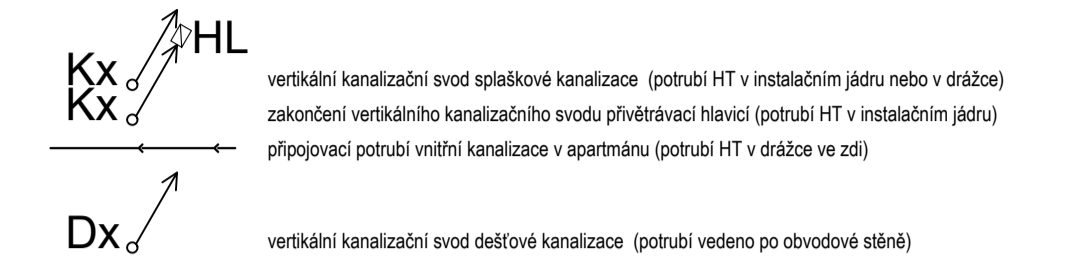 HL
Kx vertikální kanalizační svod splaškové kanalizace (potrubí HT v instalačním jádru nebo v drážce)
Kx zakončení vertikálního kanalizačního svodu přivětrávací hlavicí (potrubí HT v instalačním jádru)
připojovací potrubí vnitřní kanalizace v apartmánu (potrubí HT v drážce ve zdi)
Dx vertikální kanalizační svod dešťové kanalizace (potrubí vedeno po obvodové stěně)